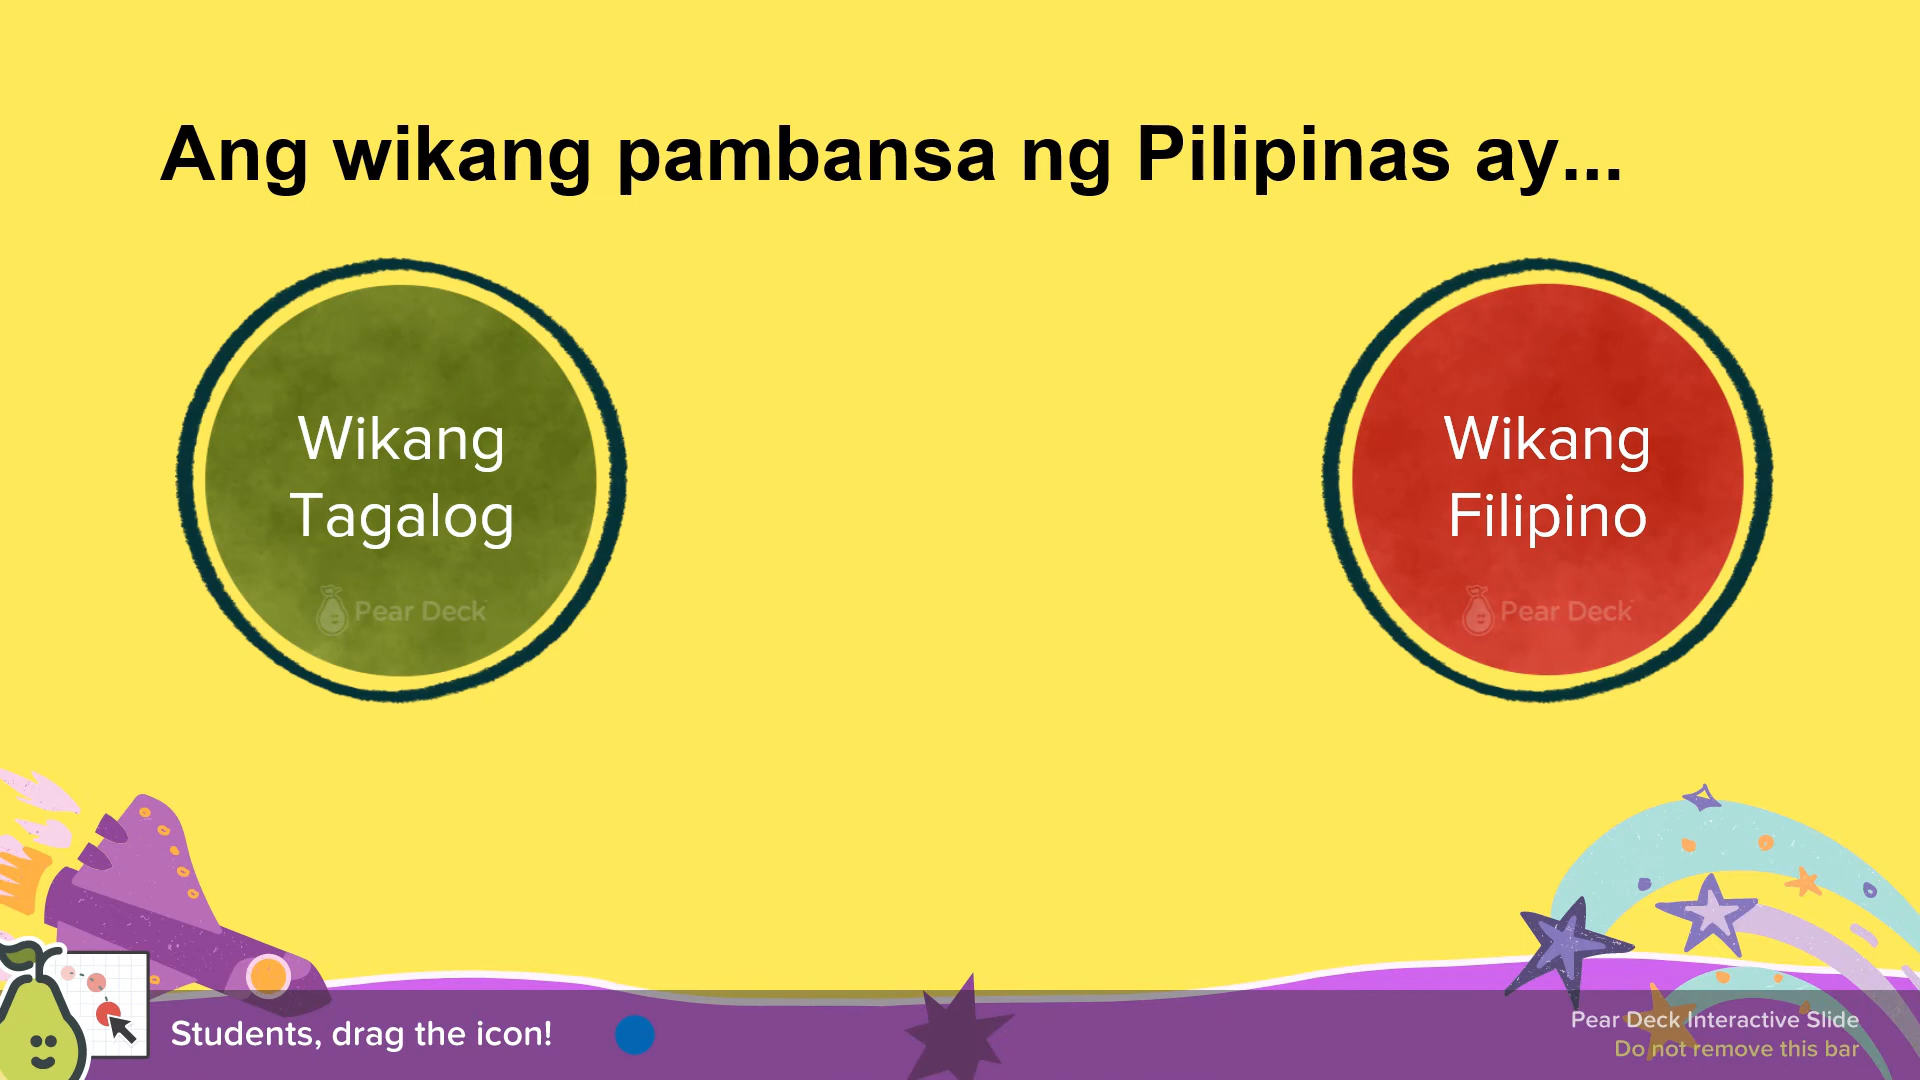 Ang wikang pambansa ng Pilipinas ay...
Wikang
Tagalog
Pear Deck
Wikang
Filipino
Pear Deck
Students, drag the icon!
Pear Deck Interactive Slide
Do not remove this bar